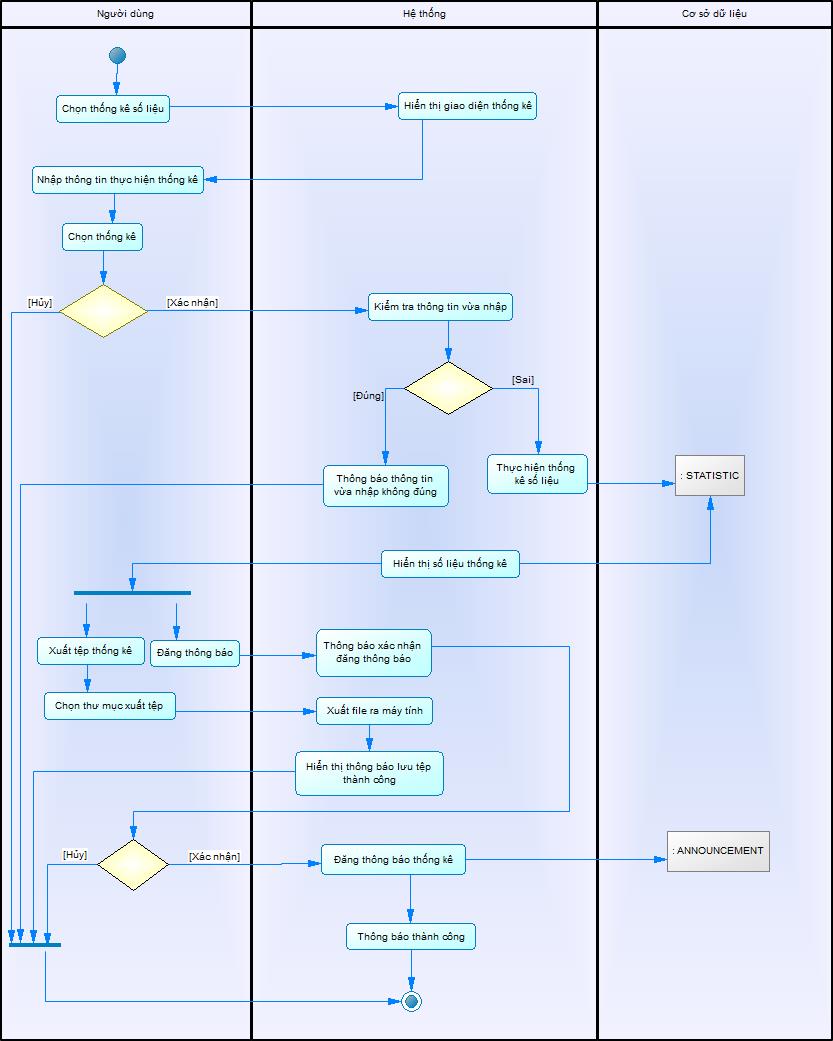 Người dùng
Hệ thống
Cơ sở dữ liệu
Chọn thống kê số liệu
Hiển thị giao diện thống kê
Nhập thông tin thực hiện thống kê
Chọn thống kê
[Hủy]
[Xác nhận]
Kiểm tra thông tin vừa nhập
[Đúng]
[Sai]
Thông báo thông tin
vừa nhập không đúng
Thực hiện thống
kê số liệu
: STATISTIC
Hiển thị số liệu thống kê
Xuất tệp thống kê
Đăng thông báo
Thông báo xác nhận
đăng thông báo
Chọn thư mục xuất tệp
Xuất file ra máy tính
Hiển thị thông báo lưu tệp
thành công
[Hủy]
[Xác nhận]
Đăng thông báo thống kê
: ANNOUNCEMENT
Thông báo thành công